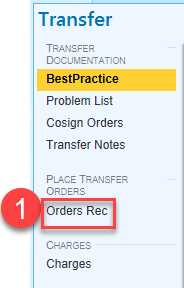 Transfer
TRANSFER
DOCUMENTATION
BestPractice
Problem List
Cosign Orders
Transfer Notes
PLACE TRANSFER
ORDERS
1
Orders Rec
CHARGES
Charges